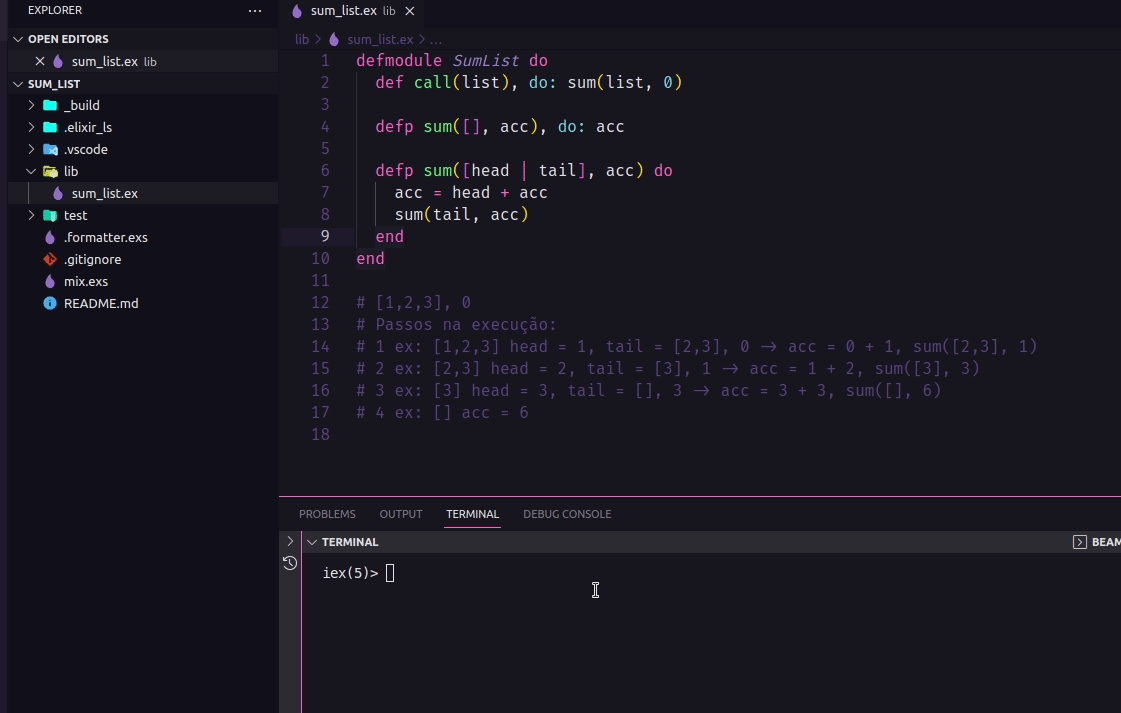 EXPLORER
...
OPEN EDITORS
sum_list.ex lib
SUM_LIST
_build
.elixir_ls
.vscode
lib
sum_list.ex
test
.formatter.exs
.gitignore
mix.exs
README.md
sum_list.ex lib
lib > sum_list.ex > ...
1 defmodule SumList do
2 def call(list), do: sum(list, 0)
3
4 defp sum([], acc), do: acc
5
6 defp sum([head | tail], acc) do
7 acc = head + acc
8 sum(tail, acc)
9 end
10 end
11
12 # [1,2,3], 0
13 # Passos na execução:
14 # 1 ex: [1,2,3] head = 1, tail = [2,3], 0 -> acc = 0 + 1, sum([2,3], 1)
15 # 2 ex: [2,3] head = 2, tail = [3], 1 -> acc = 1 + 2, sum([3], 3)
16 # 3 ex: [3] head = 3, tail = [], 3 -> acc = 3 + 3, sum([], 6)
17 # 4 ex: [] acc = 6
18
PROBLEMS OUTPUT TERMINAL DEBUG CONSOLE
TERMINAL
BEAM
iex(5)>